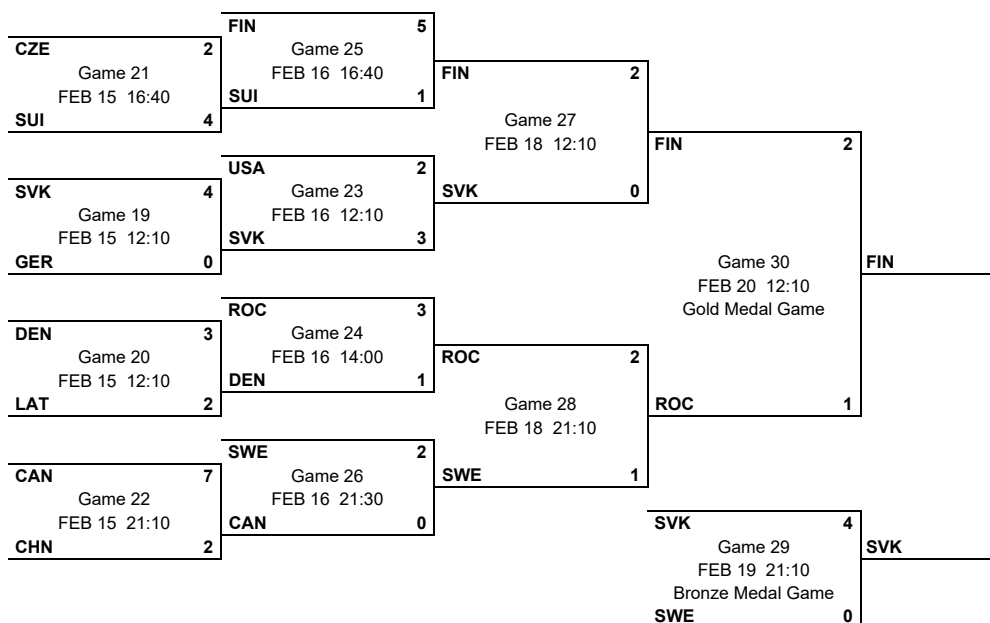 CZE 2
Game 21
FEB 15 16:40
SUI 4
SVK 4
Game 19
FEB 15 12:10
GER 0
DEN 3
Game 20
FEB 15 12:10
LAT 2
CAN 7
Game 22
FEB 15 21:10
CHN 2
FIN 5
Game 25
FEB 16 16:40
SUI 1
USA 2
Game 23
FEB 16 12:10
SVK 3
ROC 3
Game 24
FEB 16 14:00
DEN 1
SWE 2
Game 26
FEB 16 21:30
CAN 0
FIN 2
Game 27
FEB 18 12:10
SVK 0
ROC 2
Game 28
FEB 18 21:10
SWE 1
FIN 2
Game 30
FEB 20 12:10
Gold Medal Game
ROC 1
FIN
SVK 4
Game 29
FEB 19 21:10
Bronze Medal Game
SWE 0
SVK